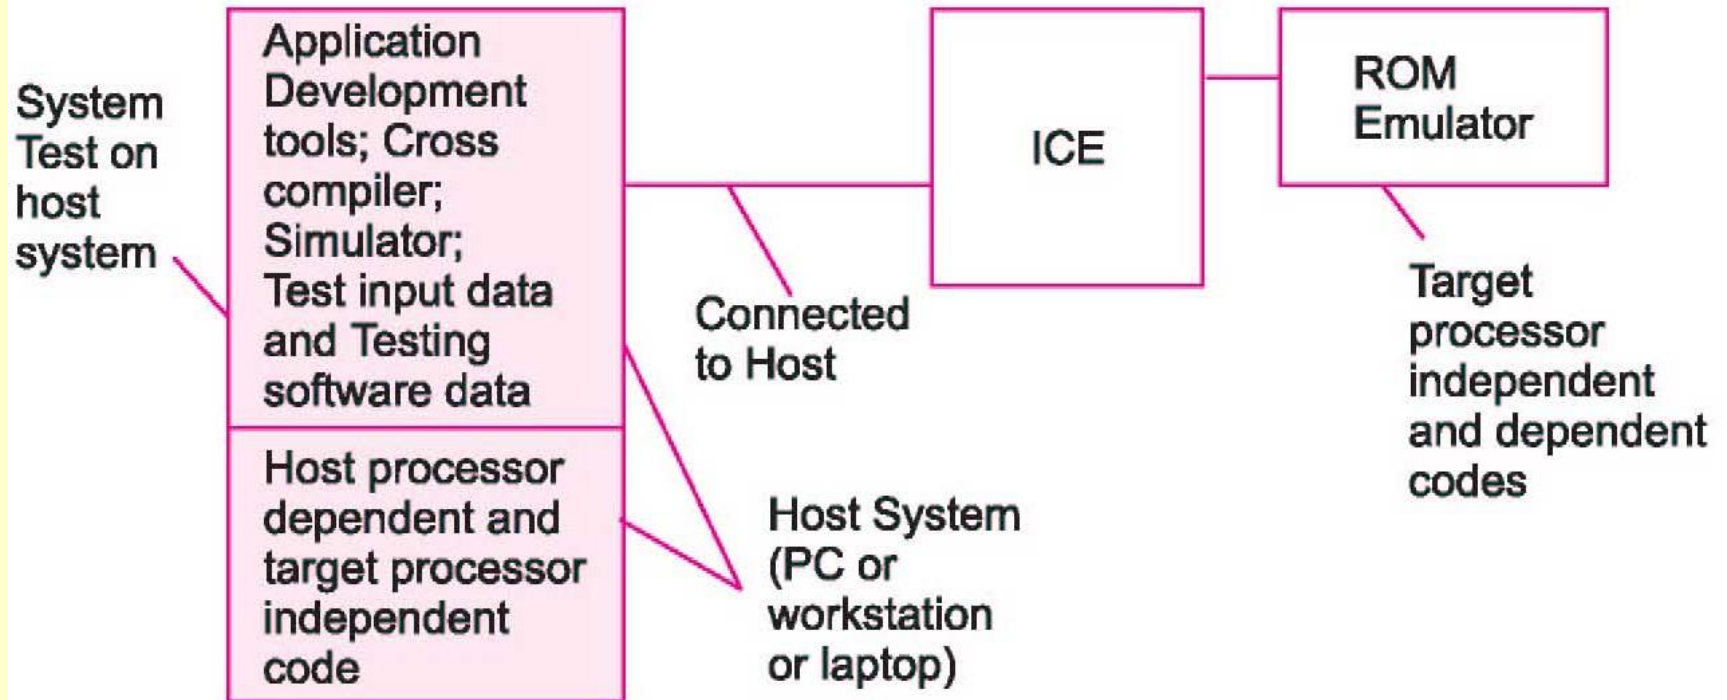 System
Test on
host
system
Application
Development
tools; Cross
compiler;
Simulator;
Test input data
and Testing
software data
Host processor
dependent and
target processor
independent
code
Connected
to Host
Host System
(PC or
workstation
or laptop)
ICE
ROM
Emulator
Target
processor
independent
and dependent
codes